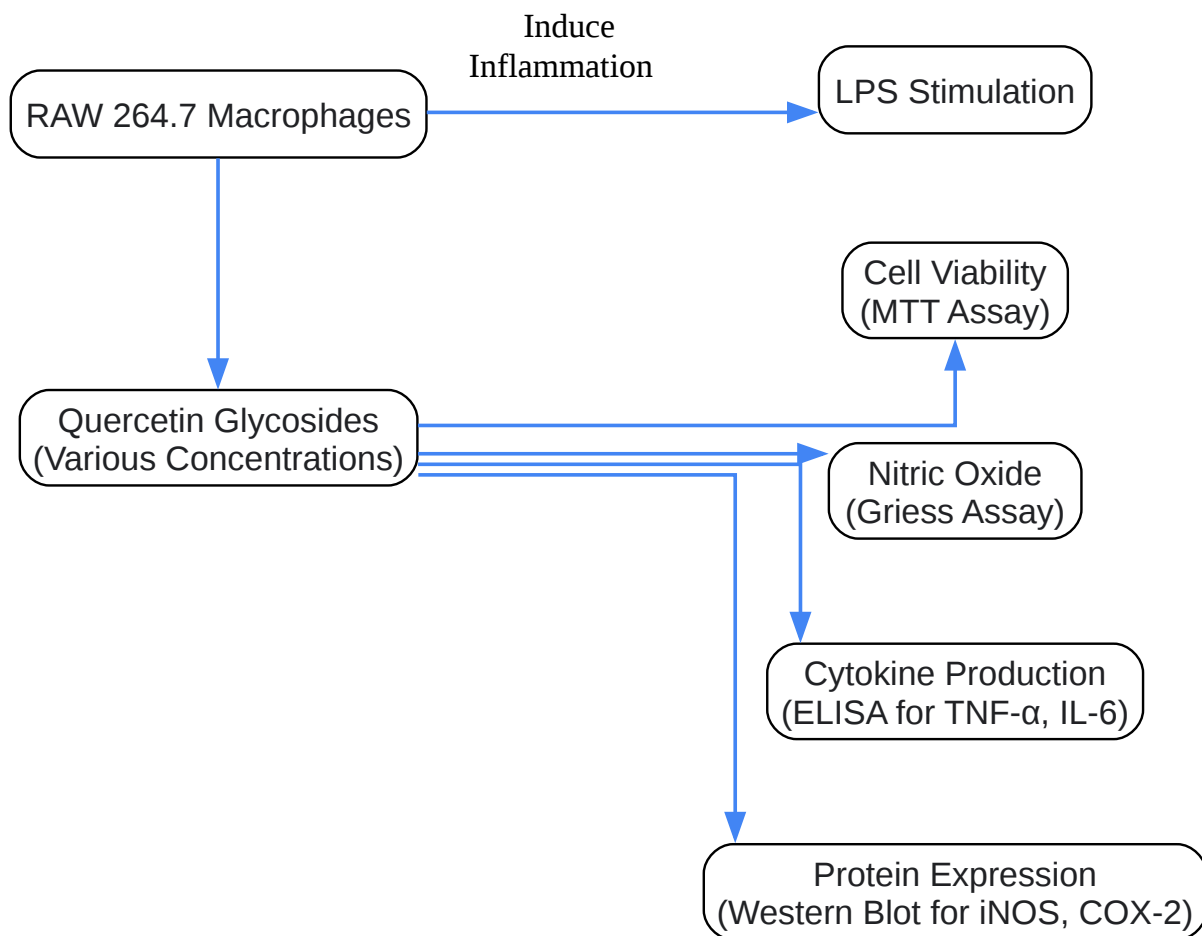 Induce
Inflammation
RAW 264.7 Macrophages
LPS Stimulation
Cell Viability
(MTT Assay)
Quercetin Glycosides
(Various Concentrations)
Nitric Oxide
(Griess Assay)
Cytokine Production
(ELISA for TNF-α, IL-6)
Protein Expression
(Western Blot for iNOS, COX-2)